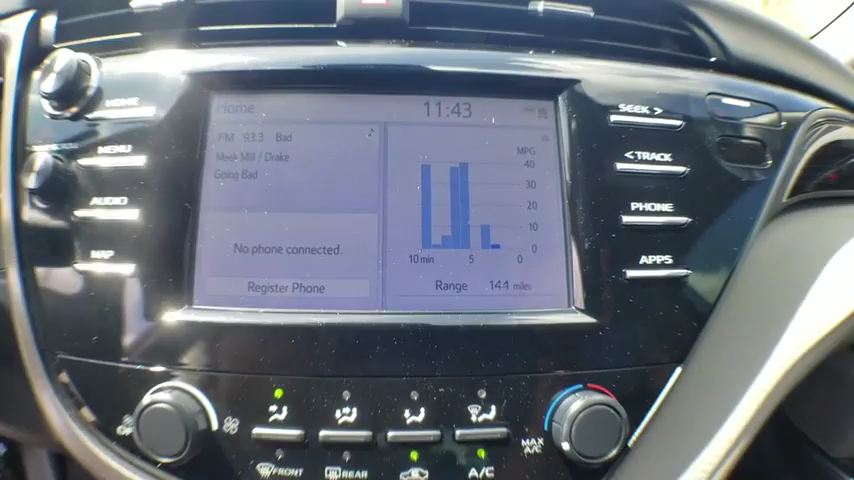 HOME
MENU
AUDIO
MAP
Home
11:43
FM 93.3 Bad
Meek Mill / Drake
Going Bad
No phone connected.
Register Phone
MPG
40
30
20
10
0
10 min 5 0
Range 144 miles
SEEK >
< TRACK
PHONE
APPS
MAX
A/C
FRONT
REAR
A/C